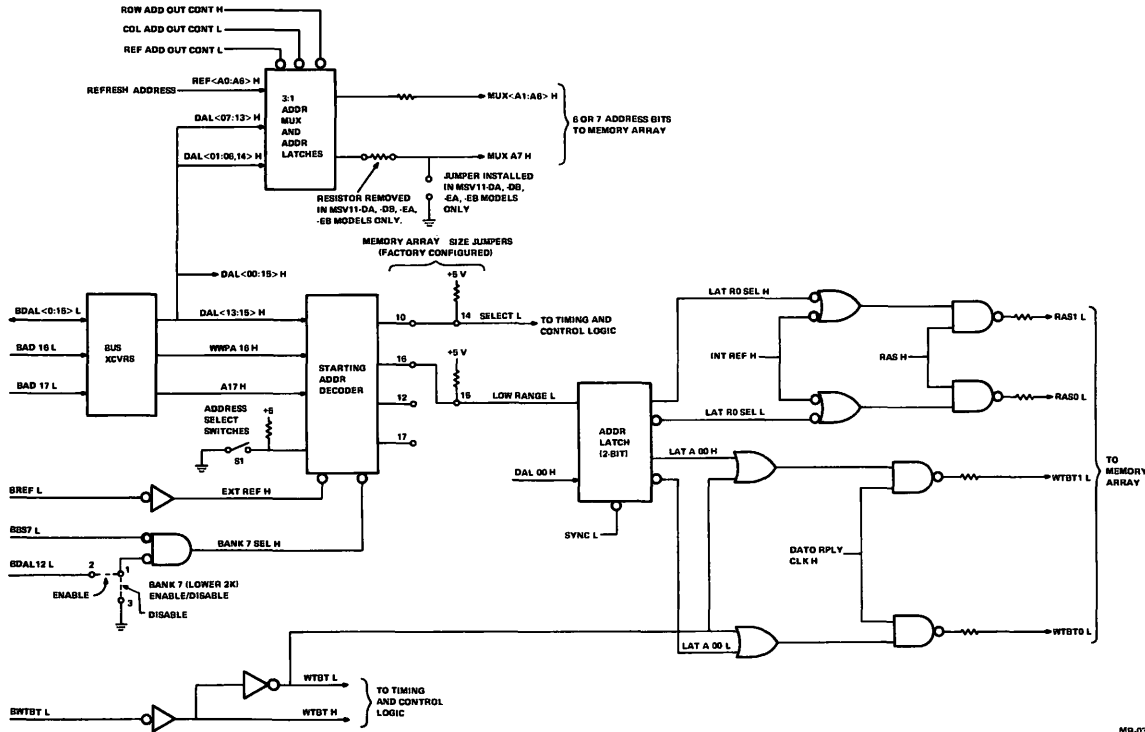 ROW ADD OUT CONT H
COL ADD OUT CONT L
REF ADD OUT CONT L
REF<A0:A6> H
REFRESH ADDRESS
3:1
ADDR
MUX
AND
ADDR
LATCHES
DAL<07:13> H
DAL<01:06,14> H
MUX<A1:A6> H
6 OR 7 ADDRESS BITS
TO MEMORY ARRAY
MUX A7 H
RESISTOR REMOVED
IN MSV11-DA, -DB, -EA,
-EB MODELS ONLY.
JUMPER INSTALLED
IN MSV11-DA, -DB,
-EA, -EB MODELS
ONLY
MEMORY ARRAY SIZE JUMPERS
(FACTORY CONFIGURED)
DAL<00:15> H
BDAL<0:15> L
BAD 16 L
BAD 17 L
BUS
XCVRS
DAL<13:15> H
WWPA 16 H
A17 H
STARTING
ADDR
DECODER
ADDRESS
SELECT
SWITCHES
+5
S1
+5 V
10
14
SELECT L
TO TIMING AND
CONTROL LOGIC
16
+5 V
15
LOW RANGE L
12
17
BREF L
EXT REF H
BBS7 L
BANK 7 SEL H
BDAL12 L
2
1
3
ENABLE
BANK 7 (LOWER 2K)
ENABLE/DISABLE
DISABLE
ADDR
LATCH
(2-BIT)
DAL 00 H
SYNC L
LAT R0 SEL H
INT REF H
LAT R0 SEL L
LAT A 00 H
LAT A 00 L
RAS H
RAS1 L
RAS0 L
WTBT1 L
DATO RPLY
CLK H
WTBT0 L
TO
MEMORY
ARRAY
BWTBT L
WTBT L
WTBT H
TO TIMING
AND CONTROL
LOGIC